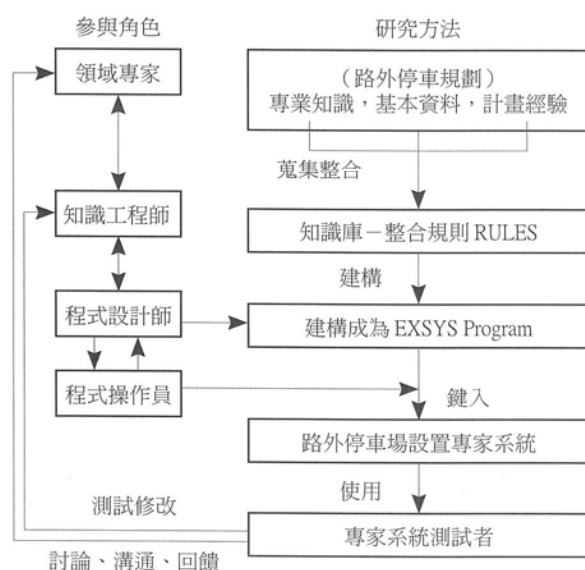 參與角色
研究方法
領域專家
（路外停車規劃）
專業知識，基本資料，計畫經驗
蒐集整合
知識工程師
知識�－整合規則 RULES
建構
程式設計師
建構成為 EXSYS Program
程式操作員
鍵入
路外停車場設置專家系統
使用
測試修改
專家系統測試者
討論、溝通、回饋